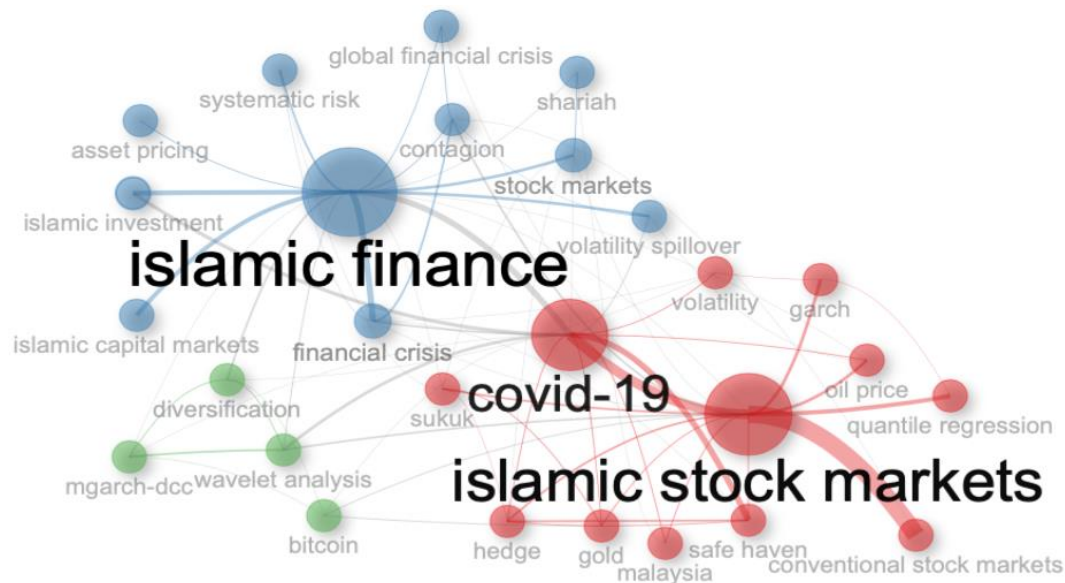 global financial crisis
systematic risk
shariah
asset pricing
contagion
stock markets
islamic investment
volatility spillover
islamic finance
volatility
garch
islamic capital markets
financial crisis
oil price
diversification
covid-19
sukuk
quantile regression
mgarch-dcc
wavelet analysis
islamic stock markets
bitcoin
hedge
gold
safe haven
malaysia
conventional stock markets